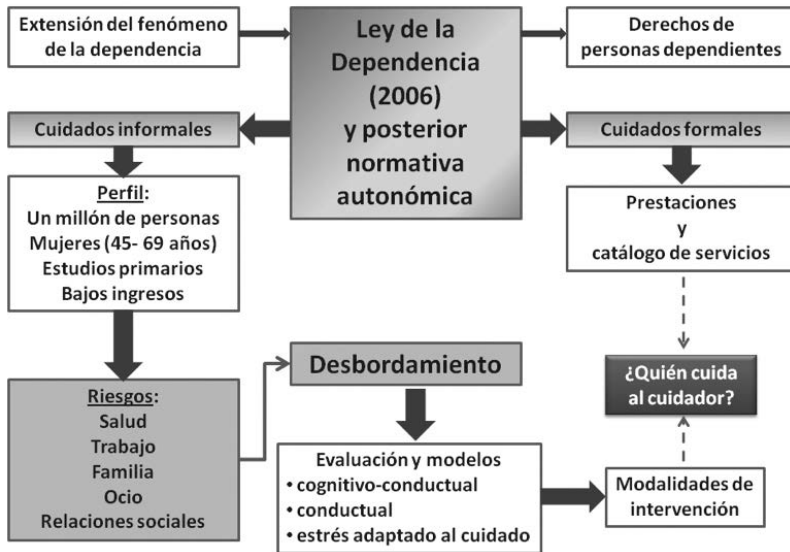 Extensión del fenómeno
de la dependencia
Ley de la
Dependencia
(2006)
y posterior
normativa
autonómica
Derechos de
personas dependientes
Cuidados informales
Cuidados formales
Perfil:
Un millón de personas
Mujeres (45- 69 años)
Estudios primarios
Bajos ingresos
Prestaciones
y
catálogo de servicios
Riesgos:
Salud
Trabajo
Familia
Ocio
Relaciones sociales
Desbordamiento
¿Quién cuida
al cuidador?
Evaluación y modelos
• cognitivo-conductual
• conductual
• estrés adaptado al cuidado
Modalidades de
intervención